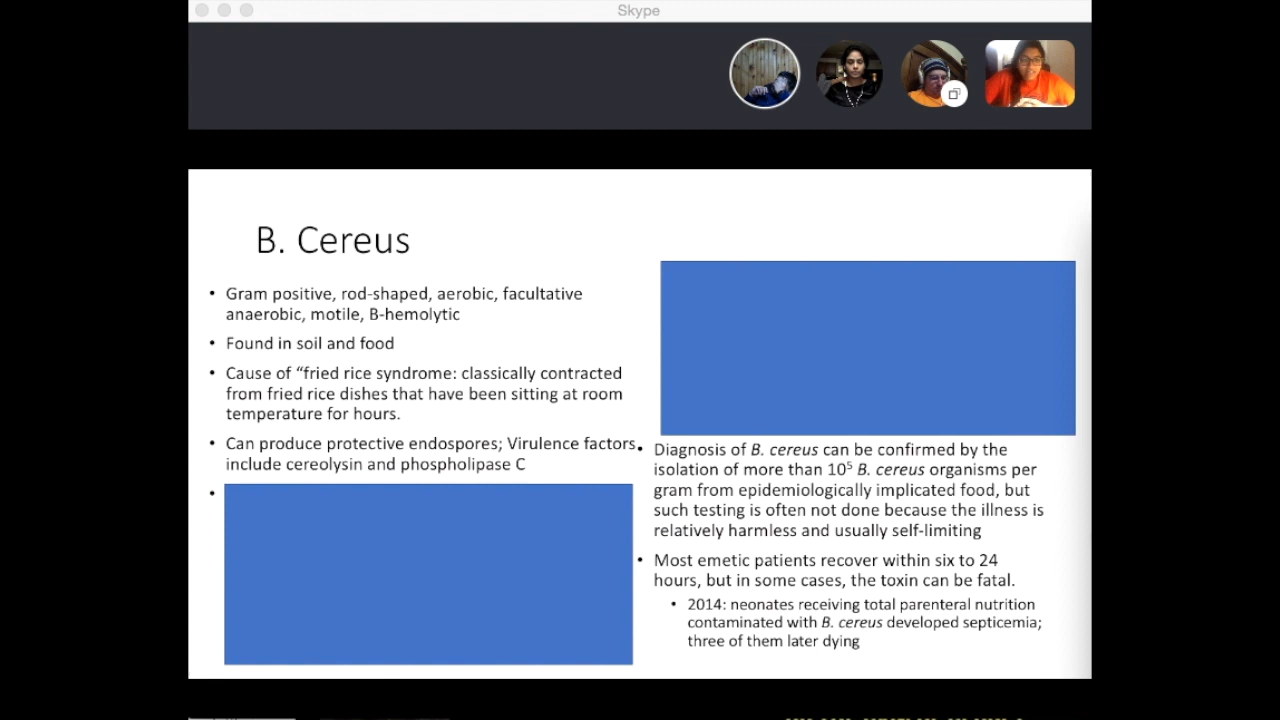 Skype
B. Cereus
• Gram positive, rod-shaped, aerobic, facultative
anaerobic, motile, B-hemolytic
• Found in soil and food
• Cause of “fried rice syndrome: classically contracted
from fried rice dishes that have been sitting at room
temperature for hours.
• Can produce protective endospores; Virulence factors
include cereolysin and phospholipase C
•
• Diagnosis of B. cereus can be confirmed by the
isolation of more than 10⁵ B. cereus organisms per
gram from epidemiologically implicated food, but
such testing is often not done because the illness is
relatively harmless and usually self-limiting
• Most emetic patients recover within six to 24
hours, but in some cases, the toxin can be fatal.
• 2014: neonates receiving total parenteral nutrition
contaminated with B. cereus developed septicemia;
three of them later dying